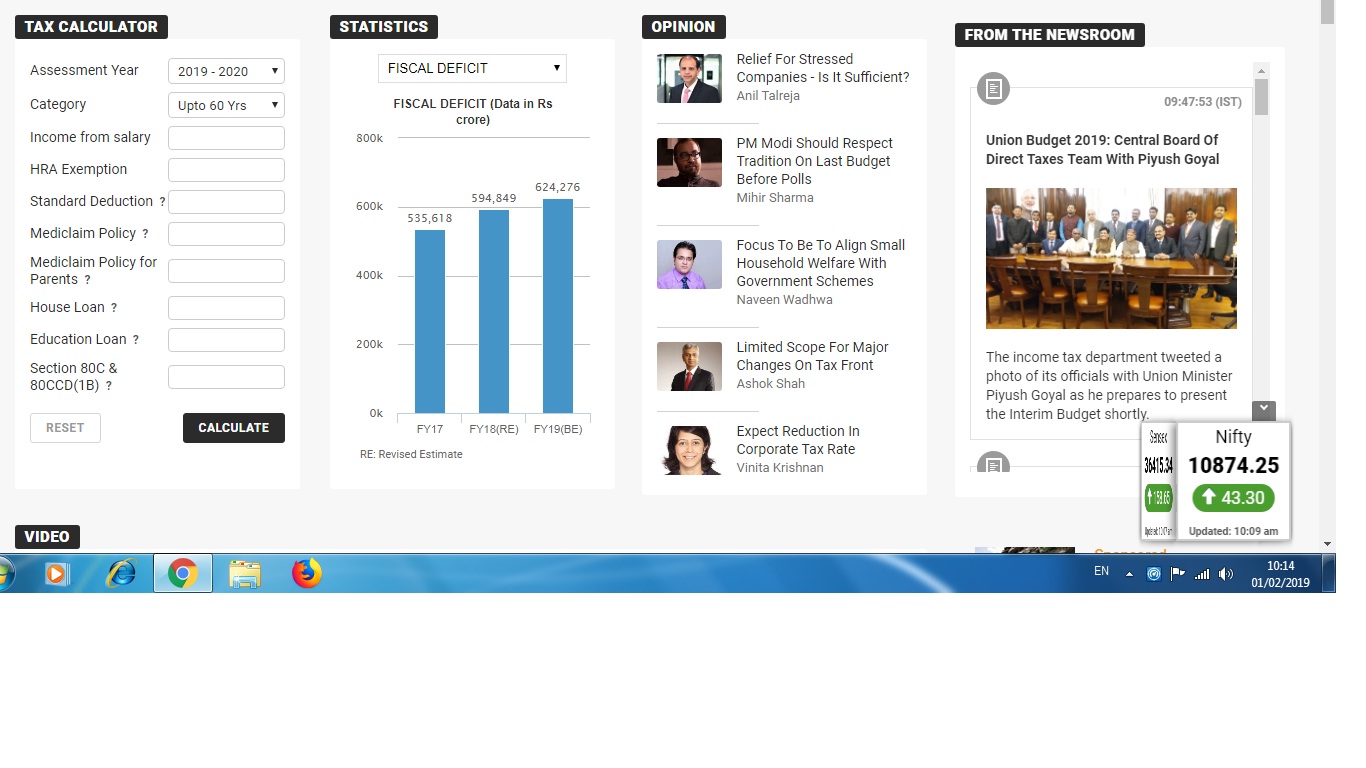 TAX CALCULATOR
Assessment Year
2019 - 2020
Category
Upto 60 Yrs
Income from salary
HRA Exemption
Standard Deduction ?
Mediclaim Policy ?
Mediclaim Policy for
Parents ?
House Loan ?
Education Loan ?
Section 80C &
80CCD(1B) ?
RESET
CALCULATE
STATISTICS
FISCAL DEFICIT
FISCAL DEFICIT (Data in Rs
crore)
800k
600k
400k
200k
0k
535,618
594,849
624,276
FY17
FY18(RE)
FY19(BE)
RE: Revised Estimate
OPINION
Relief For Stressed
Companies - Is It Sufficient?
Anil Talreja
PM Modi Should Respect
Tradition On Last Budget
Before Polls
Mihir Sharma
Focus To Be To Align Small
Household Welfare With
Government Schemes
Naveen Wadhwa
Limited Scope For Major
Changes On Tax Front
Ashok Shah
Expect Reduction In
Corporate Tax Rate
Vinita Krishnan
FROM THE NEWSROOM
09:47:53 (IST)
Union Budget 2019: Central Board Of
Direct Taxes Team With Piyush Goyal
The income tax department tweeted a
photo of its officials with Union Minister
Piyush Goyal as he prepares to present
the Interim Budget shortly.
Sensex
36415.34
158.65
Nifty
10874.25
43.30
Updated: 10:09 am
VIDEO
Sponsored
EN
10:14
01/02/2019